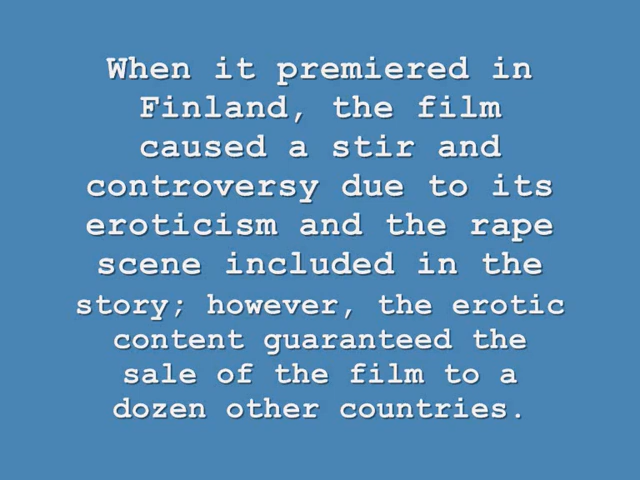 When it premiered in
Finland, the film
caused a stir and
controversy due to its
eroticism and the rape
scene included in the
story; however, the erotic
content guaranteed the
sale of the film to a
dozen other countries.